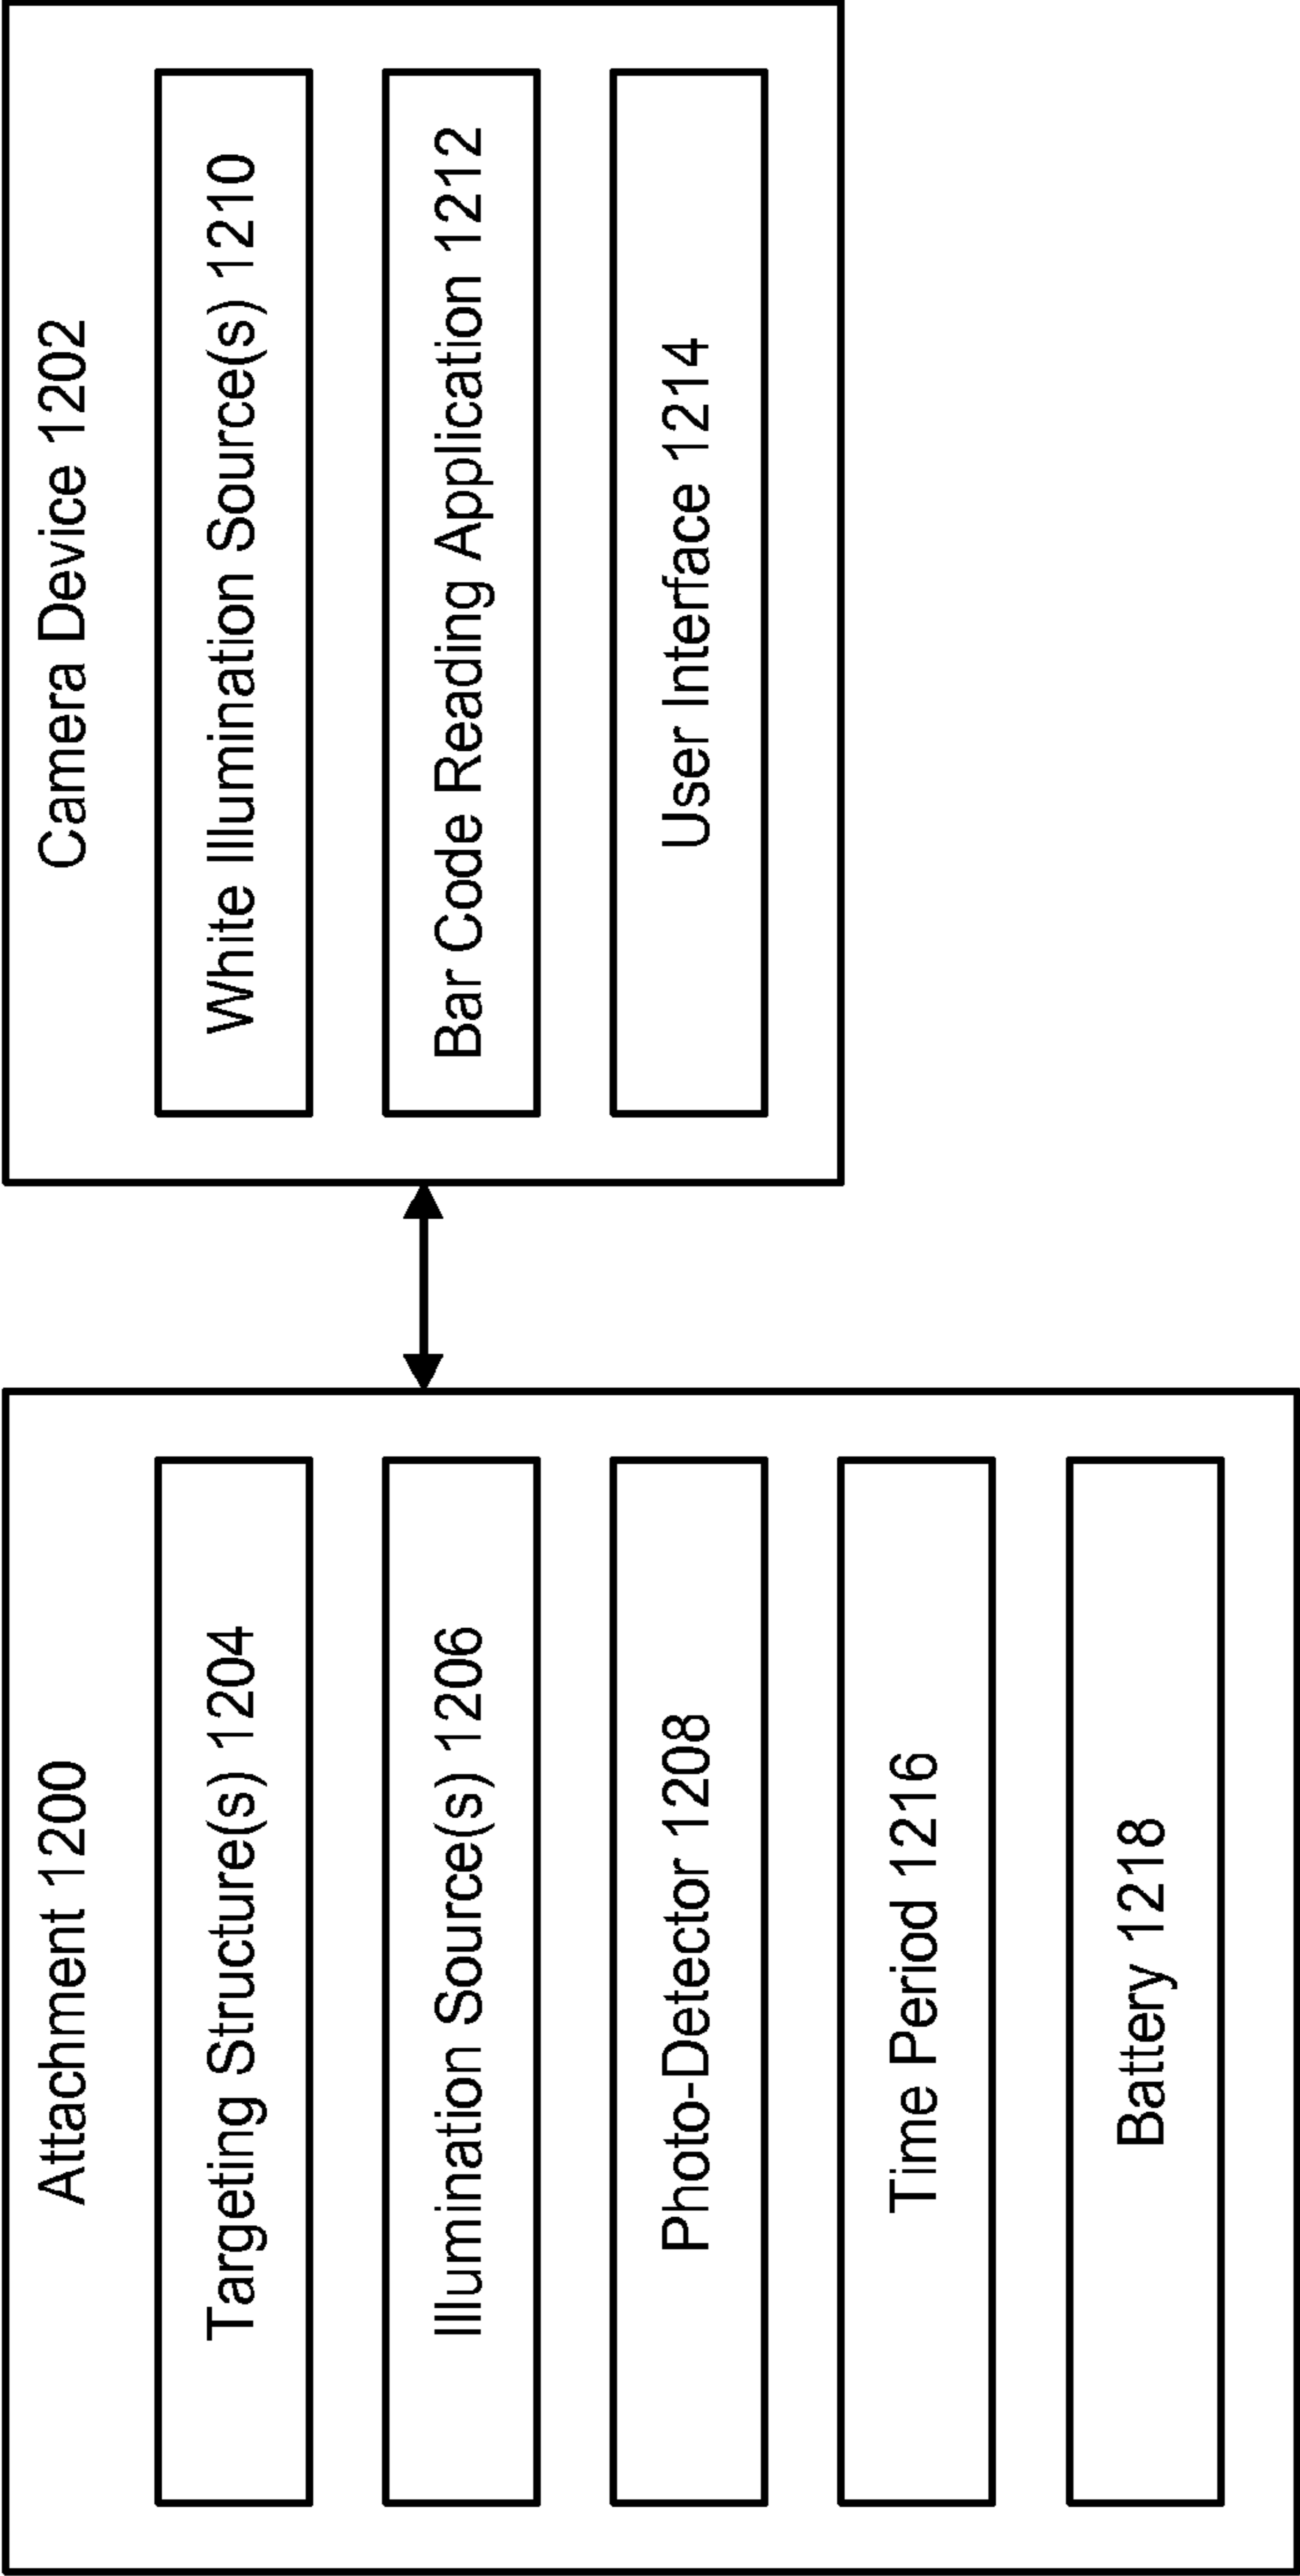 Attachment 1200
Targeting Structure(s) 1204
Illumination Source(s) 1206
Photo-Detector 1208
Time Period 1216
Battery 1218
Camera Device 1202
White Illumination Source(s) 1210
Bar Code Reading Application 1212
User Interface 1214